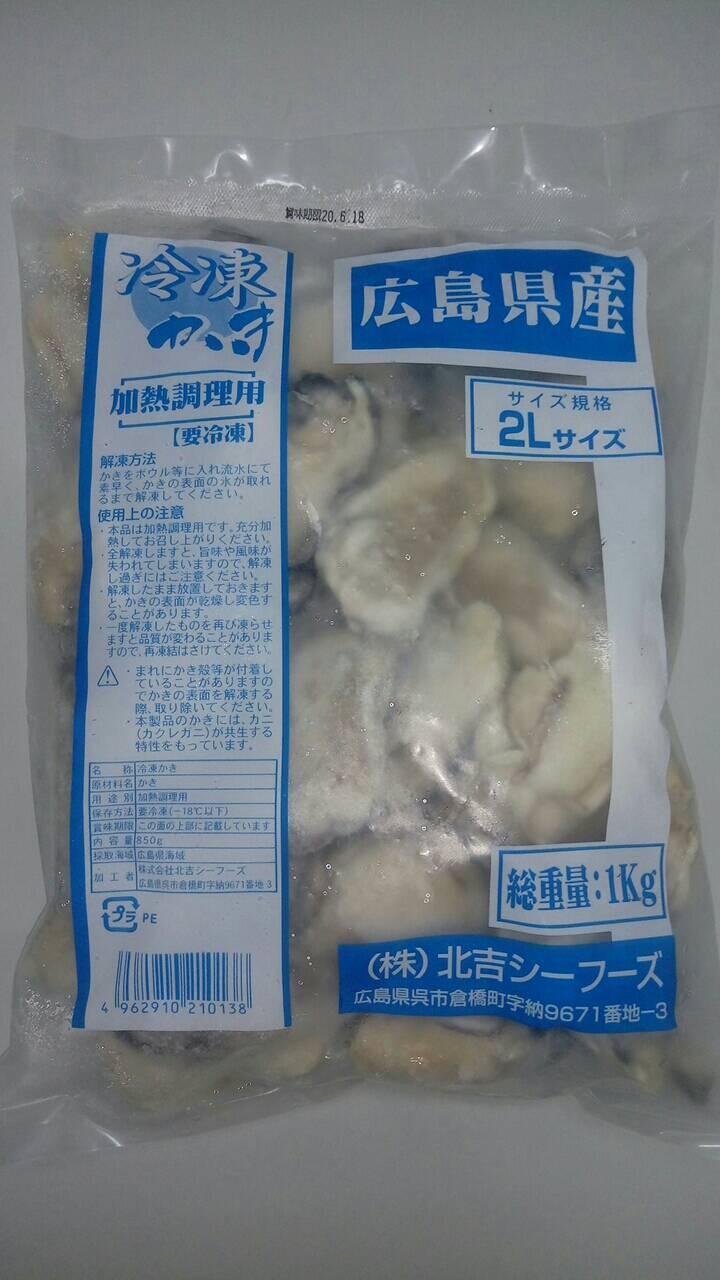 賞味期限20.6.18
冷凍
かき
加熱調理用
【要冷凍】
解凍方法
かきをボウル等に入れ流水にて
素早く、かきの表面の氷が取れ
るまで解凍してください。
使用上の注意
・本品は加熱調理用です。充分加
熱してお召し上がりください。
・全解凍しますと、旨味や風味が
失われてしまいますので、解凍
し過ぎにはご注意ください。
・解凍したまま放置しておきます
と、かきの表面が乾燥し変色す
ることがあります。
・一度解凍したものを再び凍らせ
ますと品質が変わることがありま
すので、再凍結はさけてください。
・まれにかき殻等が付着し
ていることがありますの
でかきの表面を解凍する
際、取り除いてください。
・本製品のかきには、カニ
(カクレガニ)が共生する
特性をもっています。
名称 冷凍かき
原材料名 かき
用途別 加熱調理用
保存方法 要冷凍(-18℃以下)
賞味期限 この面の上部に記載しています
内容量 850g
採取海域 広島県海域
加工者 株式会社北吉シーフーズ
広島県呉市倉橋町字納9671番地-3
プラ PE
4 962910 210138
広島県産
サイズ規格
2Lサイズ
総重量:1Kg
(株)北吉シーフーズ
広島県呉市倉橋町字納9671番地-3